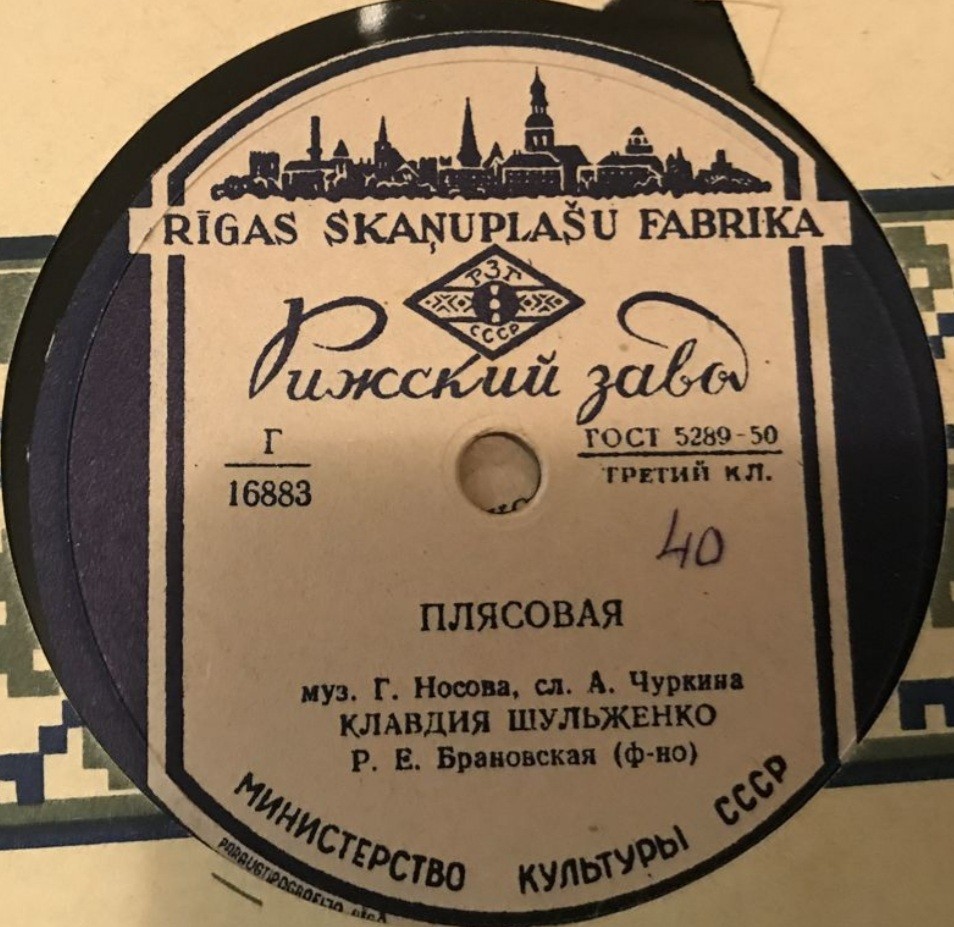 RĪGAS SKAŅUPLAŠU FABRIKA
РЗГ
СССР
Рижский завод
Г
16883
ГОСТ 5289-50
ТРЕТИЙ КЛ.
40
ПЛЯСОВАЯ
муз. Г. Носова, сл. А. Чуркина
КЛАВДИЯ ШУЛЬЖЕНКО
Р. Е. Брановская (ф-но)
МИНИСТЕРСТВО КУЛЬТУРЫ СССР